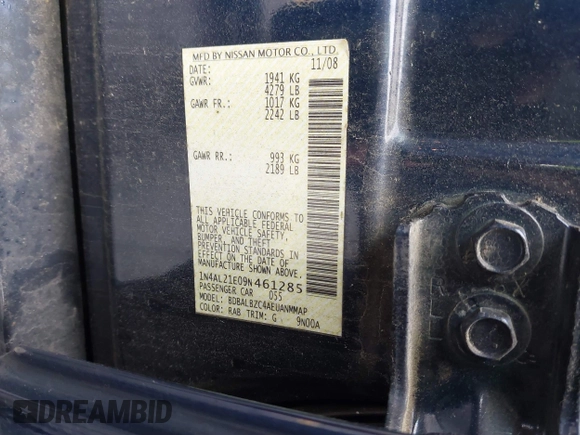 MFD BY NISSAN MOTOR CO., LTD.
DATE: 11/08
GVWR: 1941 KG
4279 LB
GAWR FR.: 1017 KG
2242 LB
GAWR RR.: 993 KG
2189 LB
THIS VEHICLE CONFORMS TO
ALL APPLICABLE FEDERAL
MOTOR VEHICLE SAFETY,
BUMPER, AND THEFT
PREVENTION STANDARDS IN
EFFECT ON THE DATE OF
MANUFACTURE SHOWN ABOVE.
1N4AL21E09N461285
PASSENGER CAR 055
MODEL: BDBALBZC4AEUANMMAP
COLOR: RAB TRIM: G 9N00A
DREAMBID